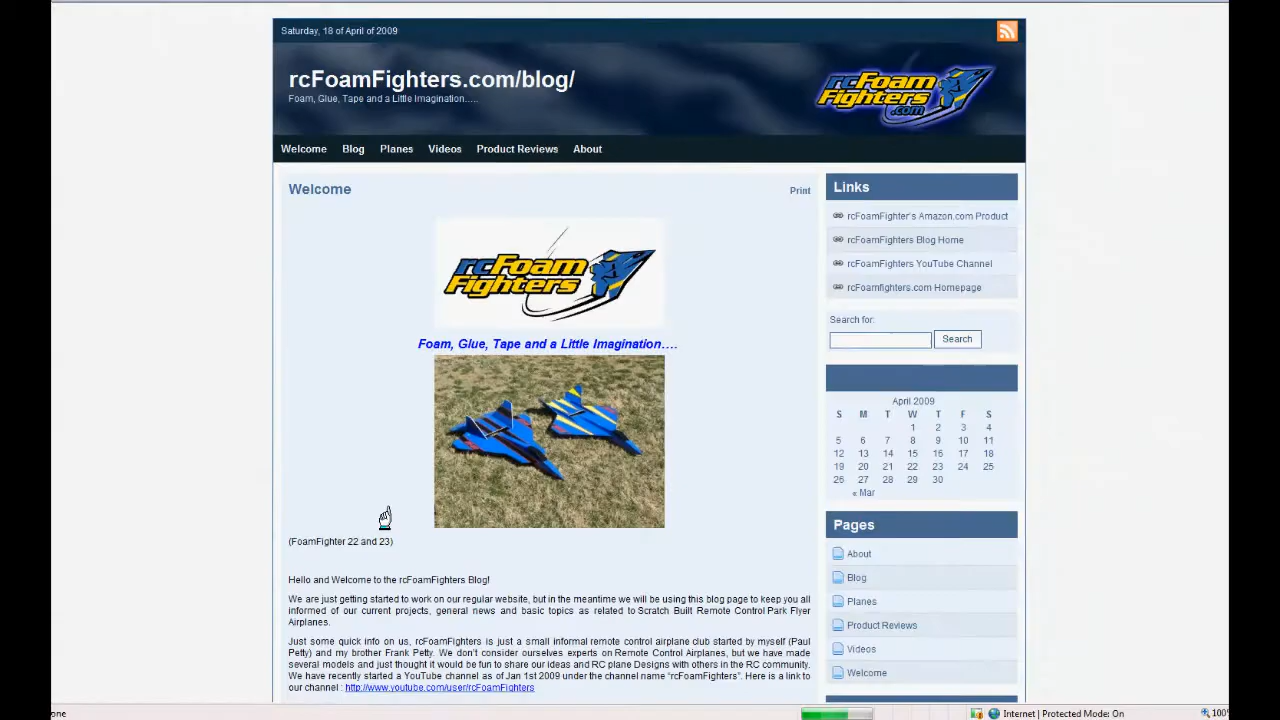 Saturday, 18 of April of 2009
rcFoamFighters.com/blog/
Foam, Glue, Tape and a Little Imagination.....
rcFoam
Fighters
.com
Welcome Blog Planes Videos Product Reviews About
Welcome
Print
rcFoam
Fighters
Foam, Glue, Tape and a Little Imagination....
(FoamFighter 22 and 23)
Hello and Welcome to the rcFoamFighters Blog!
We are just getting started to work on our regular website, but in the meantime we will be using this blog page to keep you all
informed of our current projects, general news and basic topics as related to Scratch Built Remote Control Park Flyer
Airplanes.
Just some quick info on us, rcFoamFighters is just a small informal remote control airplane club started by myself (Paul
Petty) and my brother Frank Petty. We don't consider ourselves experts on Remote Control Airplanes, but we have made
several models and just thought it would be fun to share our ideas and RC plane Designs with others in the RC community.
We have recently started a YouTube channel as of Jan 1st 2009 under the channel name “rcFoamFighters”. Here is a link to
our channel : http://www.youtube.com/user/rcFoamFighters
Links
rcFoamFighter's Amazon.com Product
rcFoamFighters Blog Home
rcFoamFighters YouTube Channel
rcFoamfighters.com Homepage
Search for:
Search
April 2009
S M T W T F S
1 2 3 4
5 6 7 8 9 10 11
12 13 14 15 16 17 18
19 20 21 22 23 24 25
26 27 28 29 30
« Mar
Pages
About
Blog
Planes
Product Reviews
Videos
Welcome
one
Internet | Protected Mode: On
100%